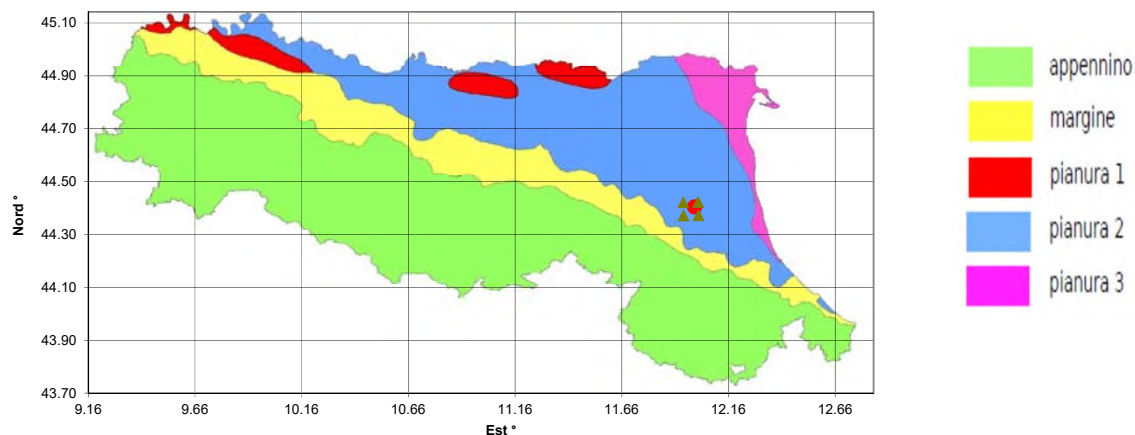 45.10
44.90
44.70
44.50
44.30
44.10
43.90
43.70
Nord °
9.16 9.66 10.16 10.66 11.16 11.66 12.16 12.66
Est °
appennino
margine
pianura 1
pianura 2
pianura 3